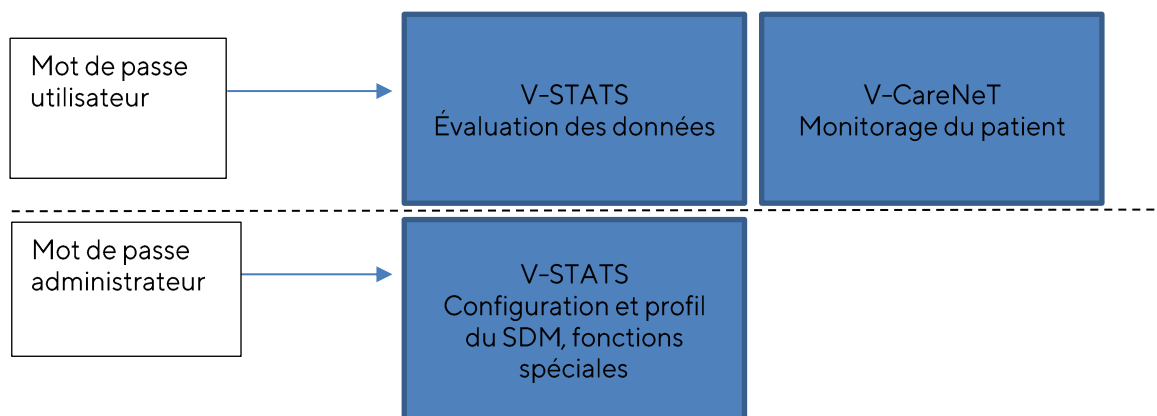 Mot de passe
utilisateur
V-STATS
Évaluation des données
V-CareNeT
Monitorage du patient
Mot de passe
administrateur
V-STATS
Configuration et profil
du SDM, fonctions
spéciales